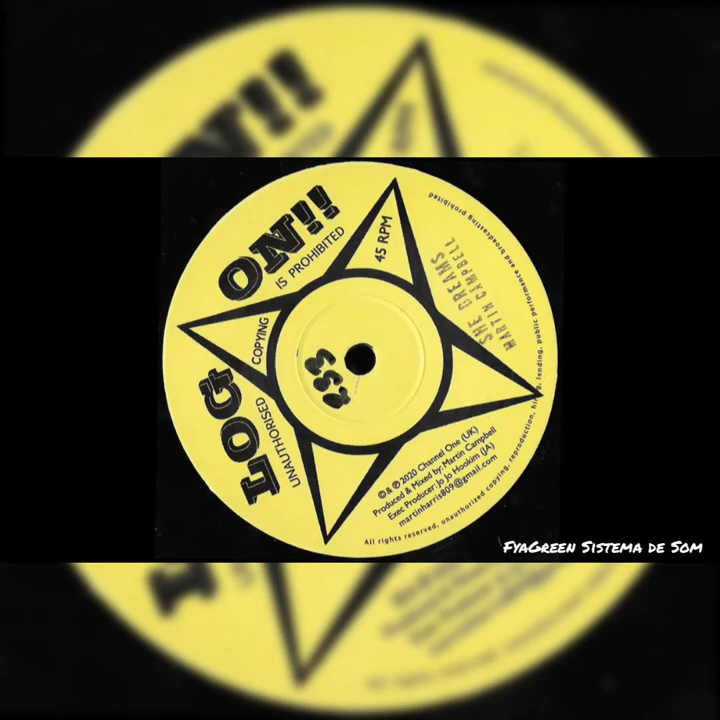 LOG
ON!!
UNAUTHORISED
COPYING
IS PROHIBITED
45 RPM
SHE DREAMS
MARTIN CAMPBELL
© & ℗ 2020 Channel One (UK)
Produced & Mixed by: Martin Campbell
Exec Producer: Jo Jo Hookim (JA)
martinharris809@gmail.com
All rights reserved, unauthorized copying, reproduction, hiring, lending, public performance and broadcasting prohibited
FyaGreen Sistema de Som